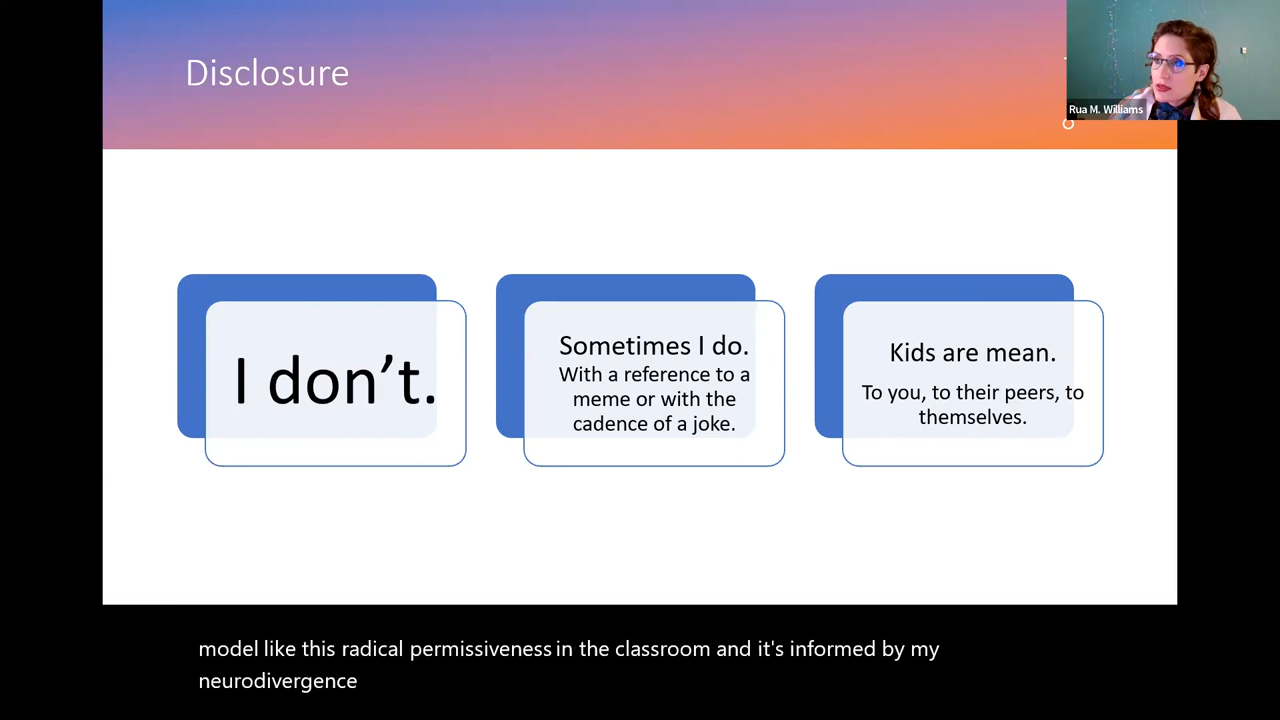 Disclosure
Rua M. Williams
I don’t.
Sometimes I do.
With a reference to a
meme or with the
cadence of a joke.
Kids are mean.
To you, to their peers, to
themselves.
model like this radical permissiveness in the classroom and it's informed by my
neurodivergence